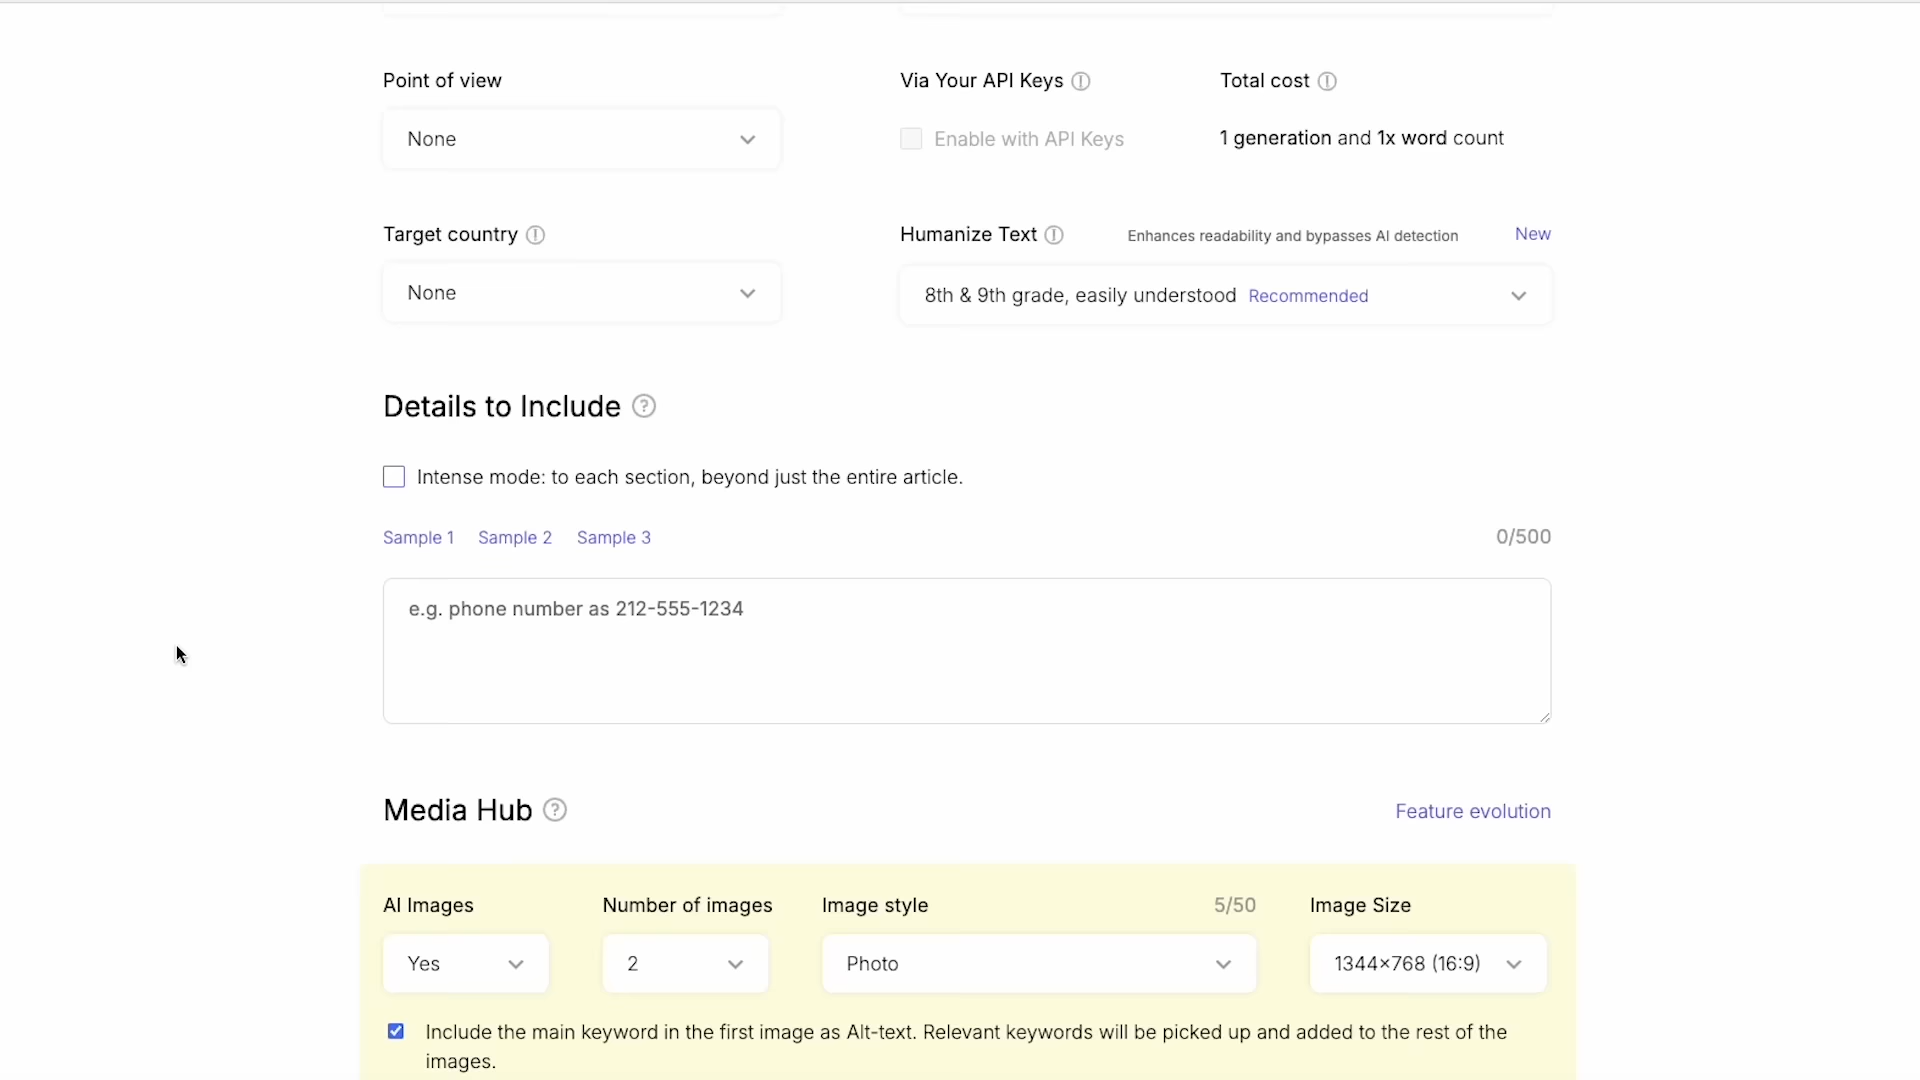 Point of view
Via Your API Keys
Total cost
None
Enable with API Keys
1 generation and 1x word count
Target country
Humanize Text
Enhances readability and bypasses AI detection
New
None
8th & 9th grade, easily understood Recommended
Details to Include
Intense mode: to each section, beyond just the entire article.
Sample 1
Sample 2
Sample 3
0/500
e.g. phone number as 212-555-1234
Media Hub
Feature evolution
AI Images
Number of images
Image style
5/50
Image Size
Yes
2
Photo
1344×768 (16:9)
Include the main keyword in the first image as Alt-text. Relevant keywords will be picked up and added to the rest of the
images.